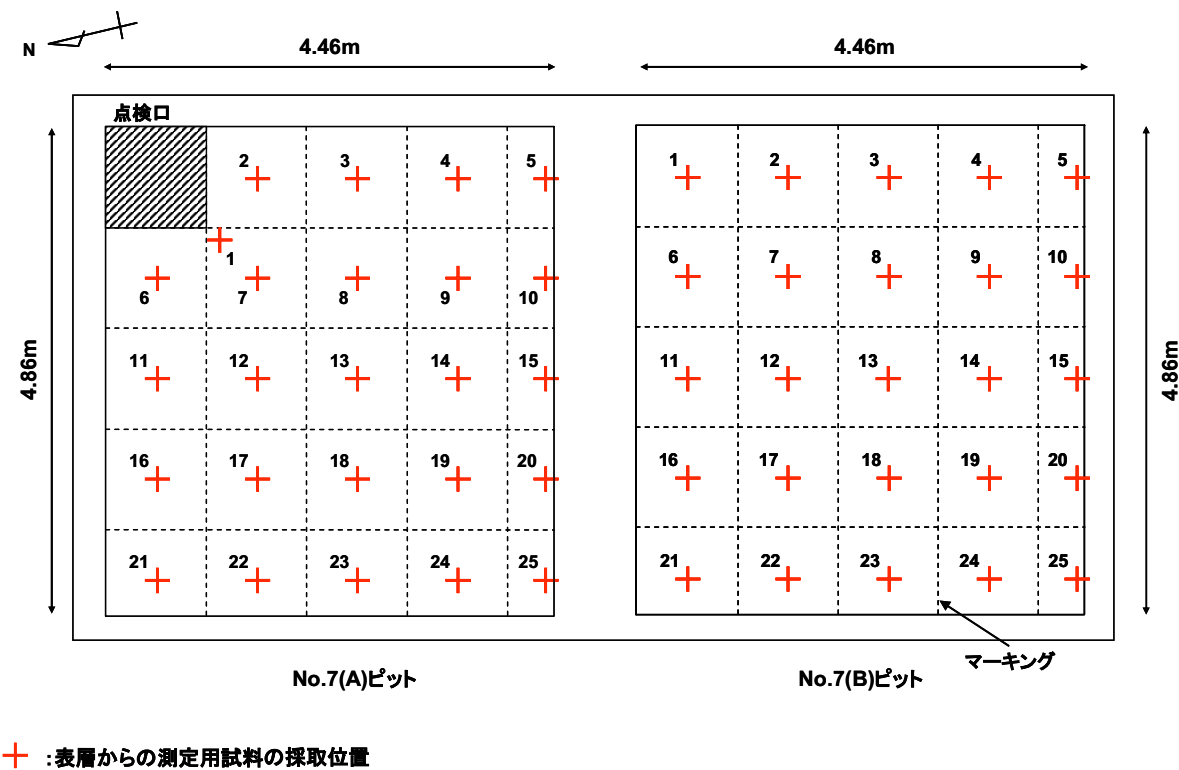 N
4.46m
4.46m
点検口
2 3 4 5
1 2 3 4 5
1
6 7 8 9 10
6 7 8 9 10
4.86m
11 12 13 14 15
11 12 13 14 15
4.86m
16 17 18 19 20
16 17 18 19 20
21 22 23 24 25
21 22 23 24 25
マーキング
No.7(A)ピット
No.7(B)ピット
:表層からの測定用試料の採取位置